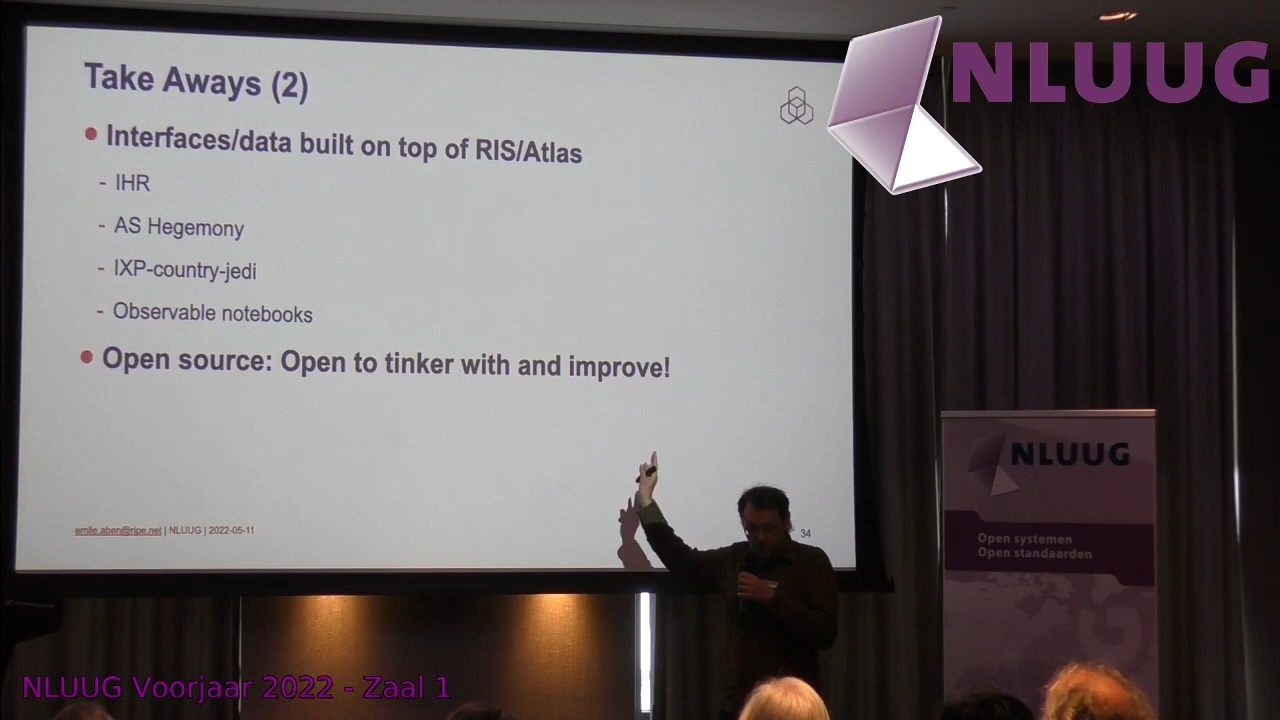 Take Aways (2)
Interfaces/data built on top of RIS/Atlas
- IHR
- AS Hegemony
- IXP-country-jedi
- Observable notebooks
Open source: Open to tinker with and improve!
emile.aben@ripe.net | NLUUG | 2022-05-11
34
NLUUG
NLUUG
Open systemen
Open standaarden
G
NLUUG Voorjaar 2022 - Zaal 1